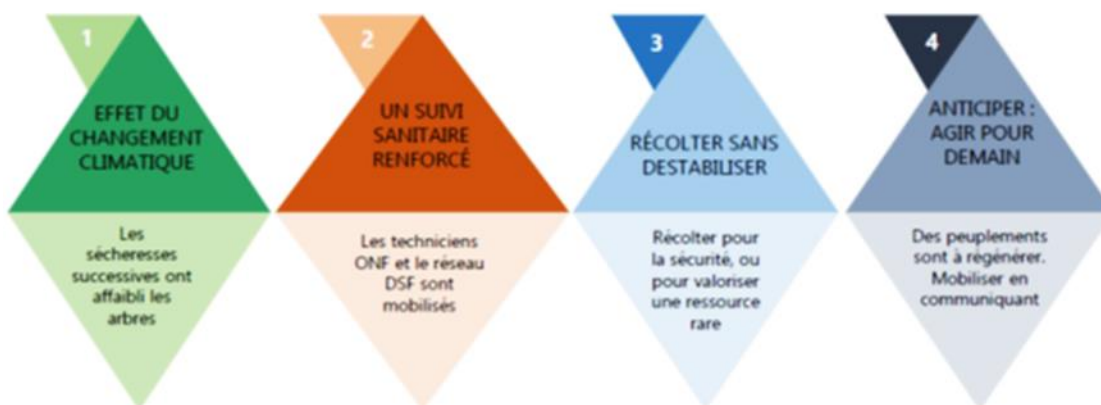 1
EFFET DU
CHANGEMENT
CLIMATIQUE
Les
sécheresses
successives ont
affaibli les
arbres
2
UN SUIVI
SANITAIRE
RENFORCÉ
Les techniciens
ONF et le réseau
DSF sont
mobilisés
3
RÉCOLTER SANS
DESTABILISER
Récolter pour
la sécurité, ou
pour valoriser
une ressource
rare
4
ANTICIPER :
AGIR POUR
DEMAIN
Des peuplements
sont à régénérer.
Mobiliser en
communiquant